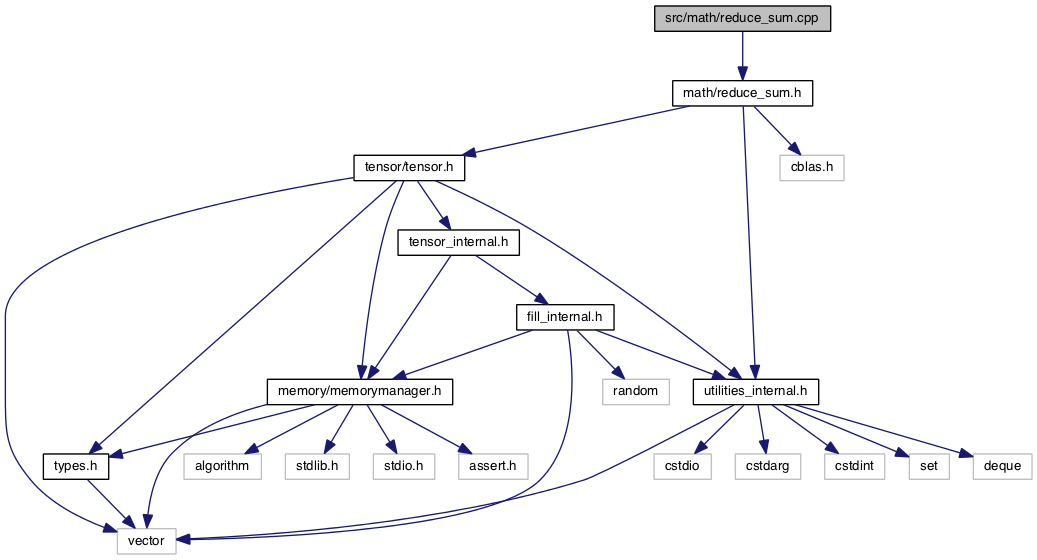 src/math/reduce_sum.cpp
math/reduce_sum.h
tensor/tensor.h
cblas.h
tensor_internal.h
fill_internal.h
memory/memorymanager.h
random
utilities_internal.h
types.h
algorithm
stdlib.h
stdio.h
assert.h
cstdio
cstdarg
cstdint
set
deque
vector